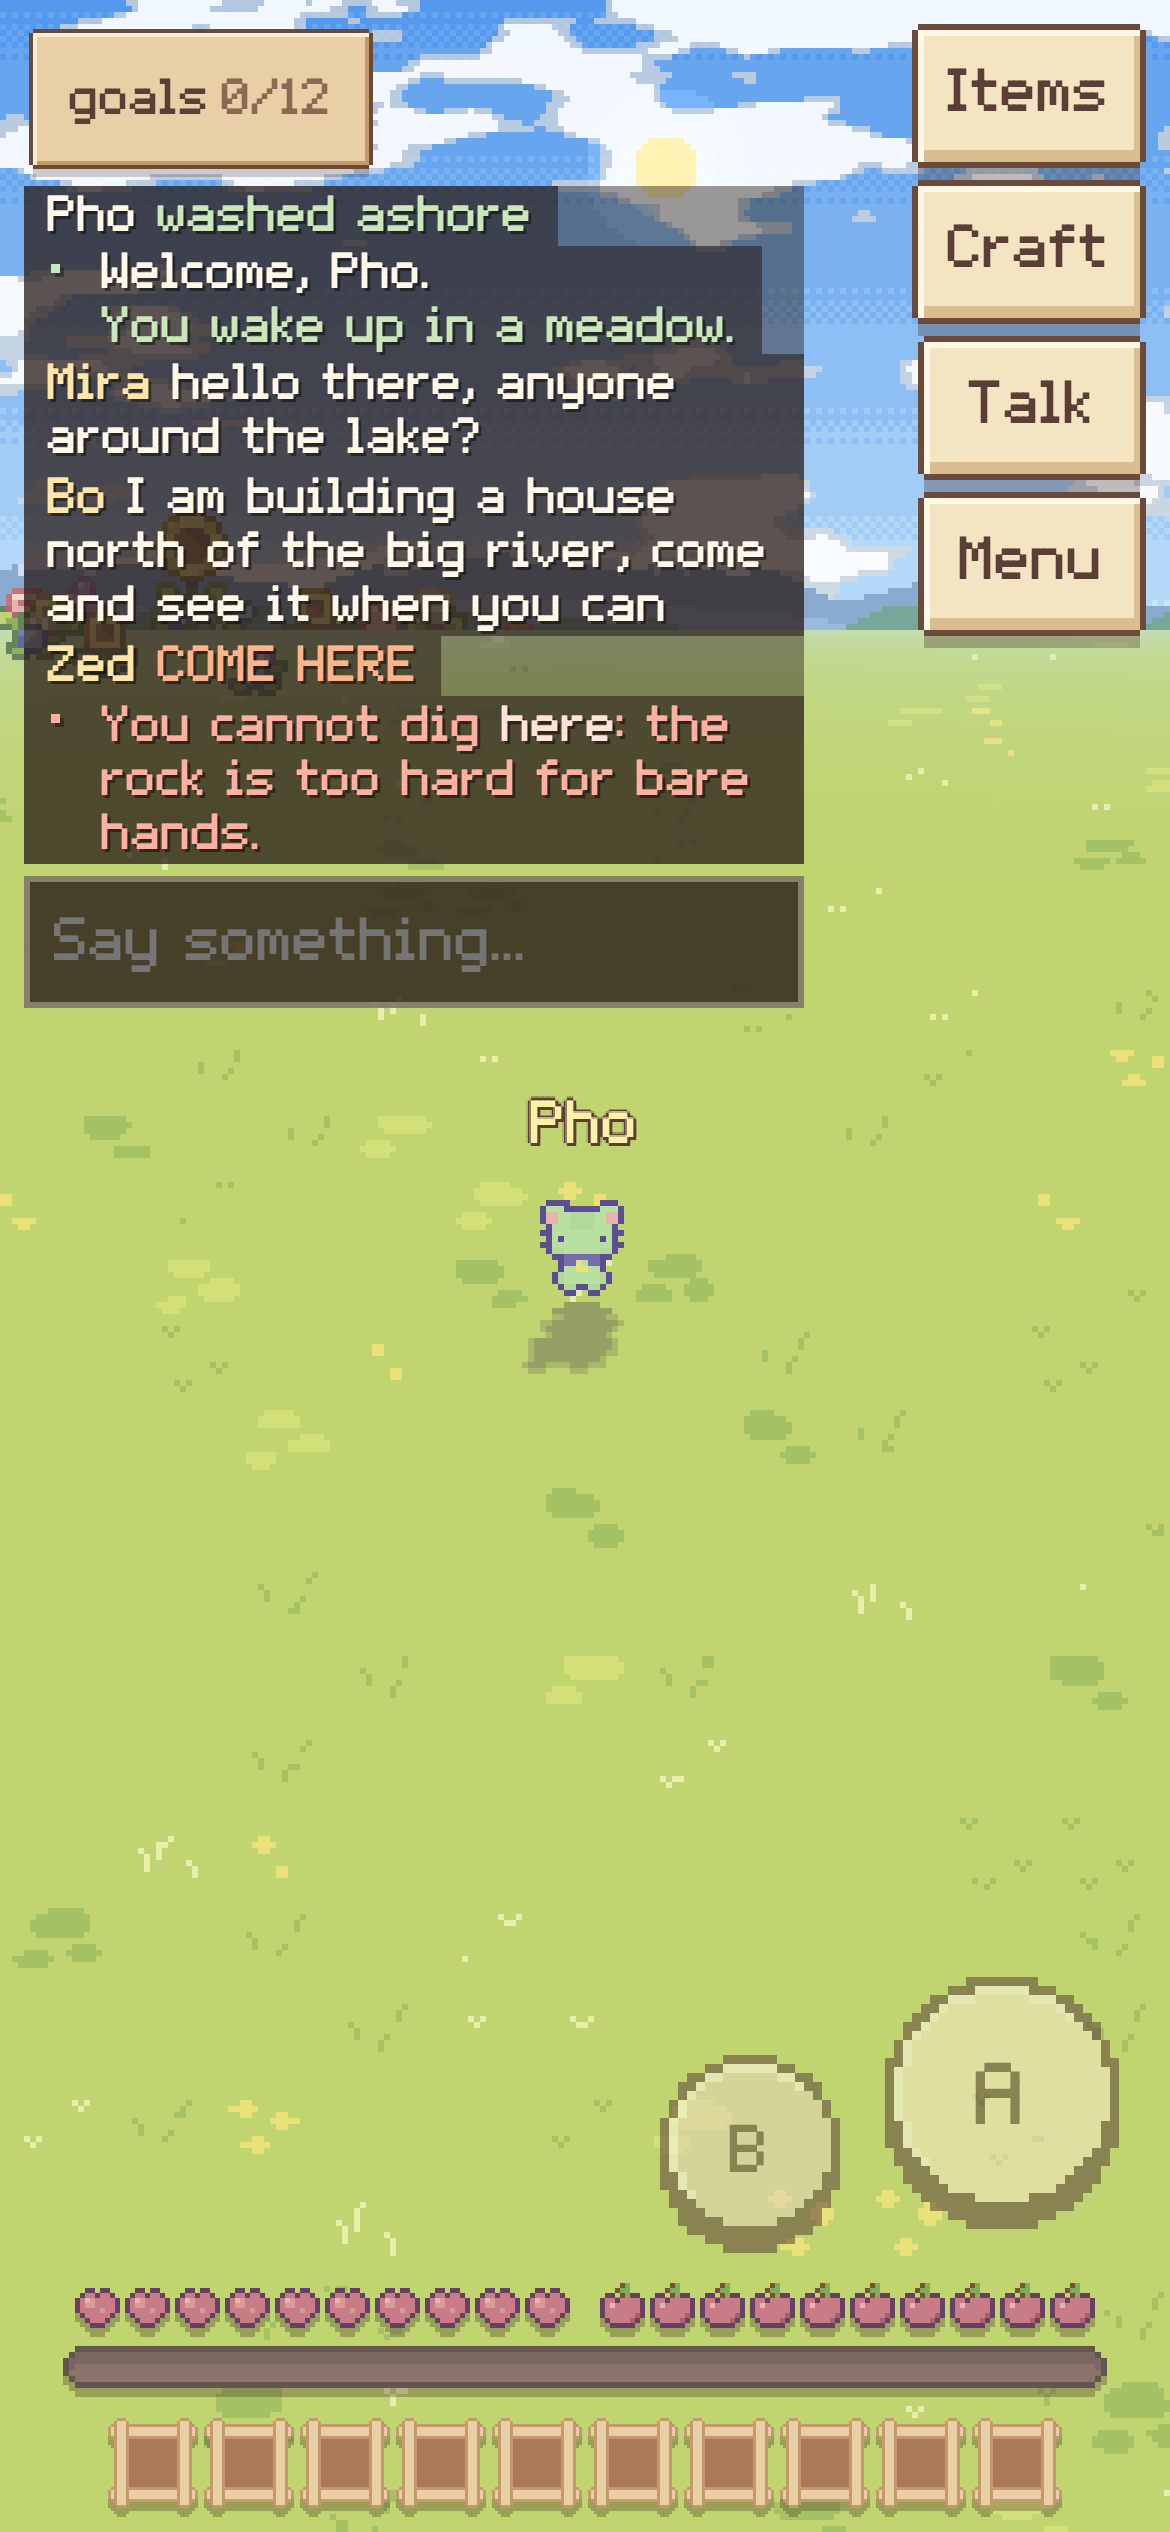 goals 0/12
Items
Pho washed ashore
• Welcome, Pho.
You wake up in a meadow.
Craft
Mira hello there, anyone
around the lake?
Talk
Bo I am building a house
north of the big river, come
and see it when you can
Menu
Zed COME HERE
• You cannot dig here: the
rock is too hard for bare
hands.
Say something...
Pho
A
B